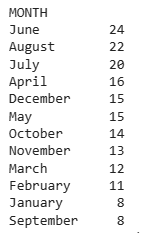 MONTH
June 24
August 22
July 20
April 16
December 15
May 15
October 14
November 13
March 12
February 11
January 8
September 8